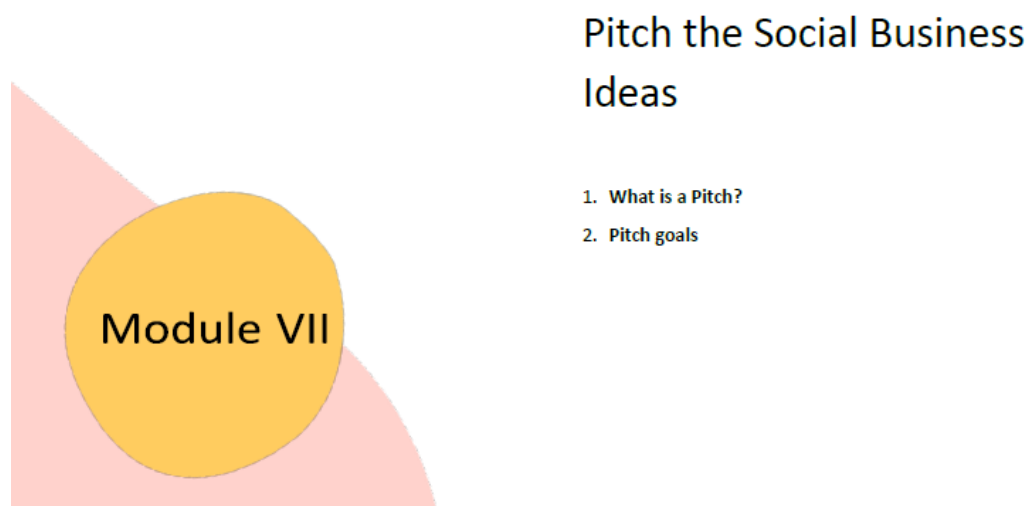 Pitch the Social Business
Ideas
1. What is a Pitch?
2. Pitch goals
Module VII